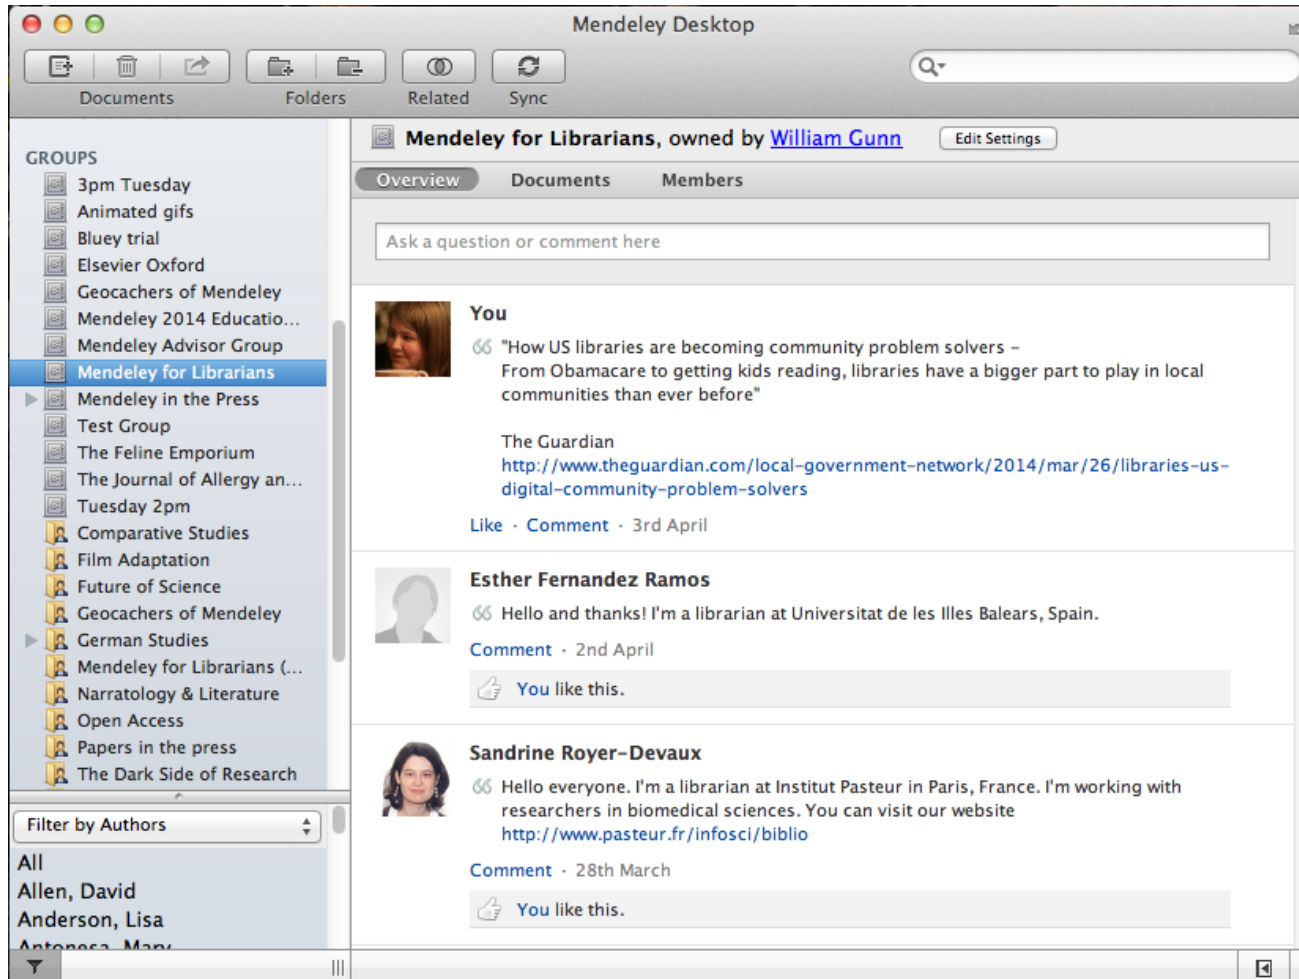 Mendeley Desktop
Documents
Folders
Related
Sync
GROUPS
3pm Tuesday
Animated gifs
Bluey trial
Elsevier Oxford
Geocachers of Mendeley
Mendeley 2014 Educatio...
Mendeley Advisor Group
Mendeley for Librarians
Mendeley in the Press
Test Group
The Feline Emporium
The Journal of Allergy an...
Tuesday 2pm
Comparative Studies
Film Adaptation
Future of Science
Geocachers of Mendeley
German Studies
Mendeley for Librarians (...
Narratology & Literature
Open Access
Papers in the press
The Dark Side of Research
Filter by Authors
All
Allen, David
Anderson, Lisa
Antonesa, Mary
Mendeley for Librarians, owned by William Gunn
Edit Settings
Overview
Documents
Members
Ask a question or comment here
You
"How US libraries are becoming community problem solvers –
From Obamacare to getting kids reading, libraries have a bigger part to play in local
communities than ever before"
The Guardian
http://www.theguardian.com/local-government-network/2014/mar/26/libraries-us-
digital-community-problem-solvers
Like · Comment · 3rd April
Esther Fernandez Ramos
Hello and thanks! I'm a librarian at Universitat de les Illes Balears, Spain.
Comment · 2nd April
You like this.
Sandrine Royer-Devaux
Hello everyone. I'm a librarian at Institut Pasteur in Paris, France. I'm working with
researchers in biomedical sciences. You can visit our website
http://www.pasteur.fr/infosci/biblio
Comment · 28th March
You like this.